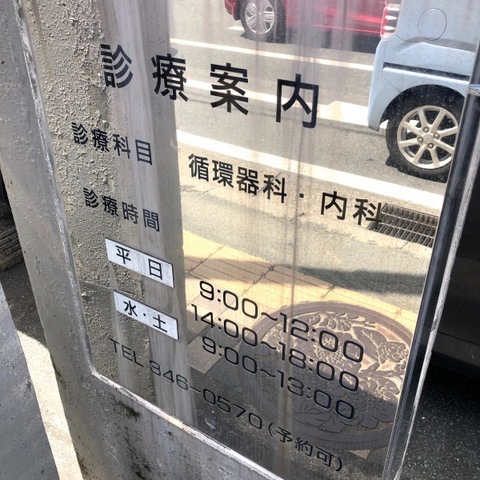 診療案内
診療科目 循環器科・内科
診療時間
平日 9:00~12:00
14:00~18:00
水・土 9:00~13:00
TEL 346-0570(予約可)